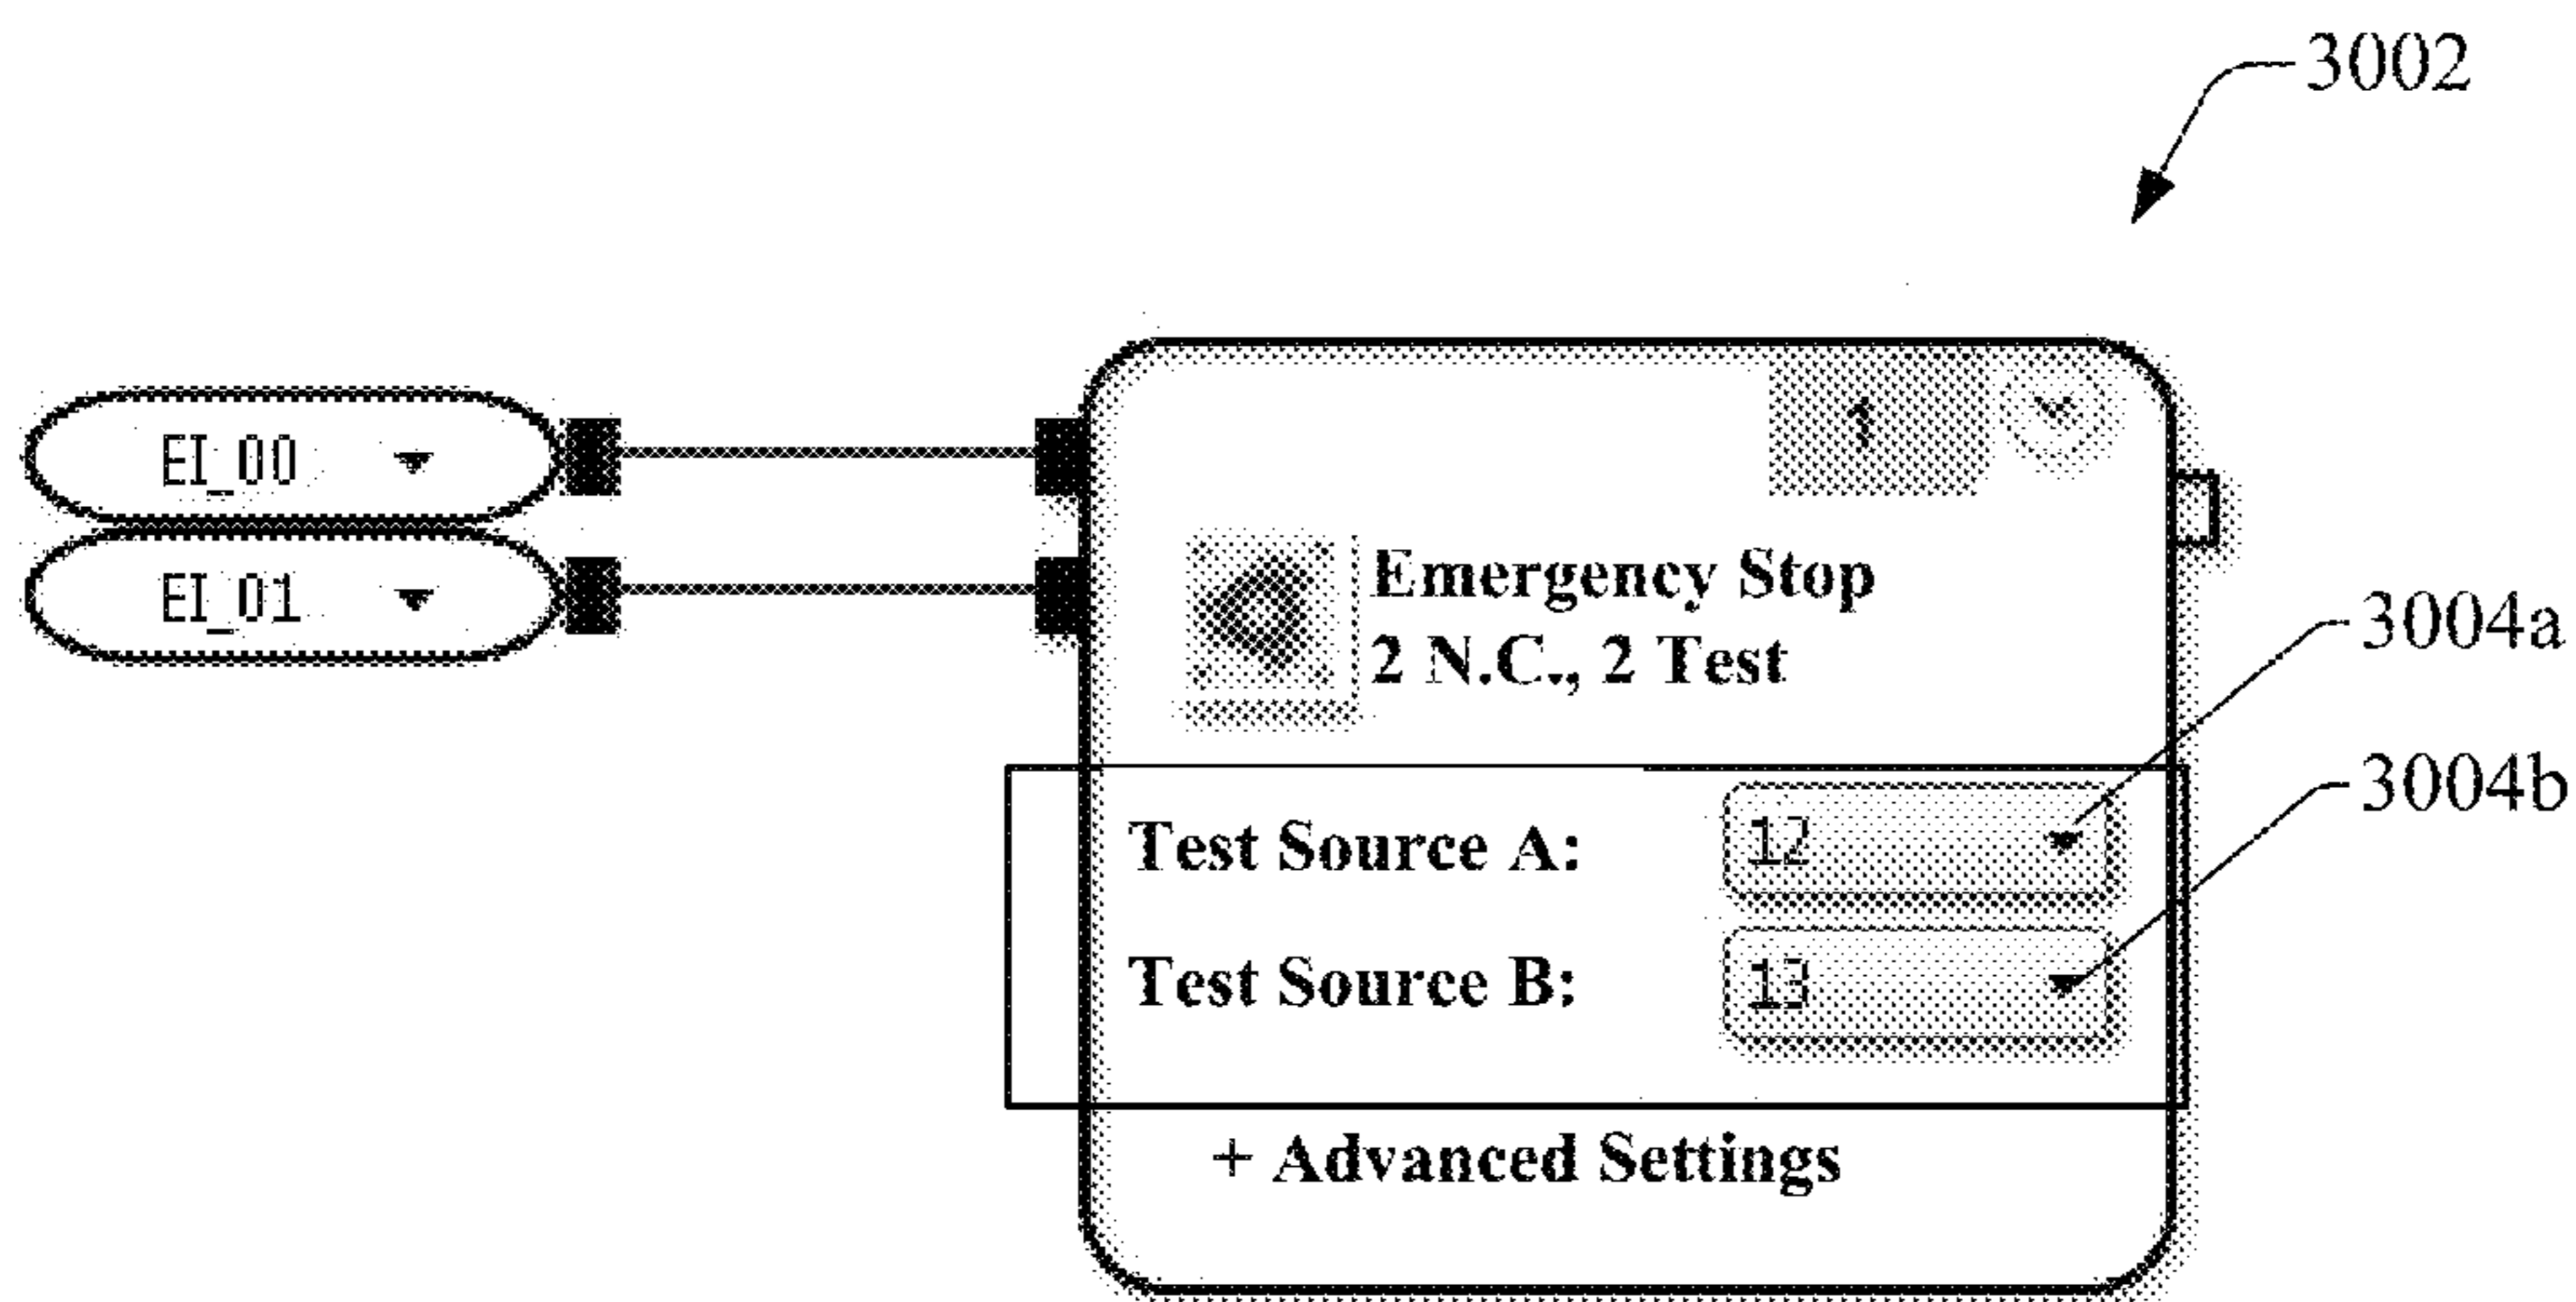 3002
1
EI_00
EI_01
Emergency Stop
2 N.C., 2 Test
3004a
3004b
Test Source A: 12
Test Source B: 13
+ Advanced Settings